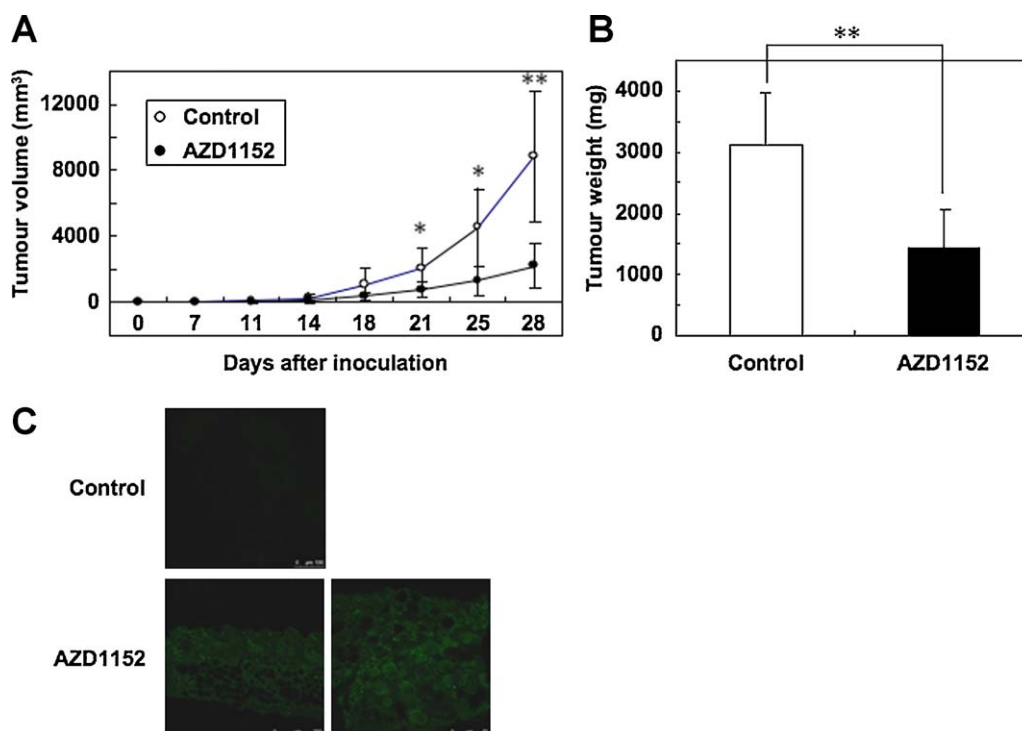 A
Tumour volume (mm³)
12000
8000
4000
0
Control
AZD1152
*
*
**
0 7 11 14 18 21 25 28
Days after inoculation
B
**
Tumour weight (mg)
4000
3000
2000
1000
0
Control AZD1152
C
Control
AZD1152